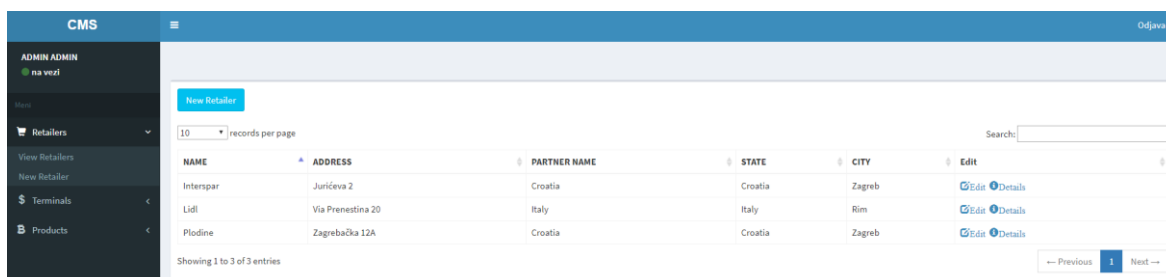 CMS
Odjava
ADMIN ADMIN
na vezi
Meni
New Retailer
Retailers
10 records per page
Search:
View Retailers
New Retailer
NAME ADDRESS PARTNER NAME STATE CITY Edit
Interspar Jurićeva 2 Croatia Croatia Zagreb Edit Details
Terminals
Lidl Via Prenestina 20 Italy Italy Rim Edit Details
Products
Plodine Zagrebačka 12A Croatia Croatia Zagreb Edit Details
Showing 1 to 3 of 3 entries
← Previous 1 Next →